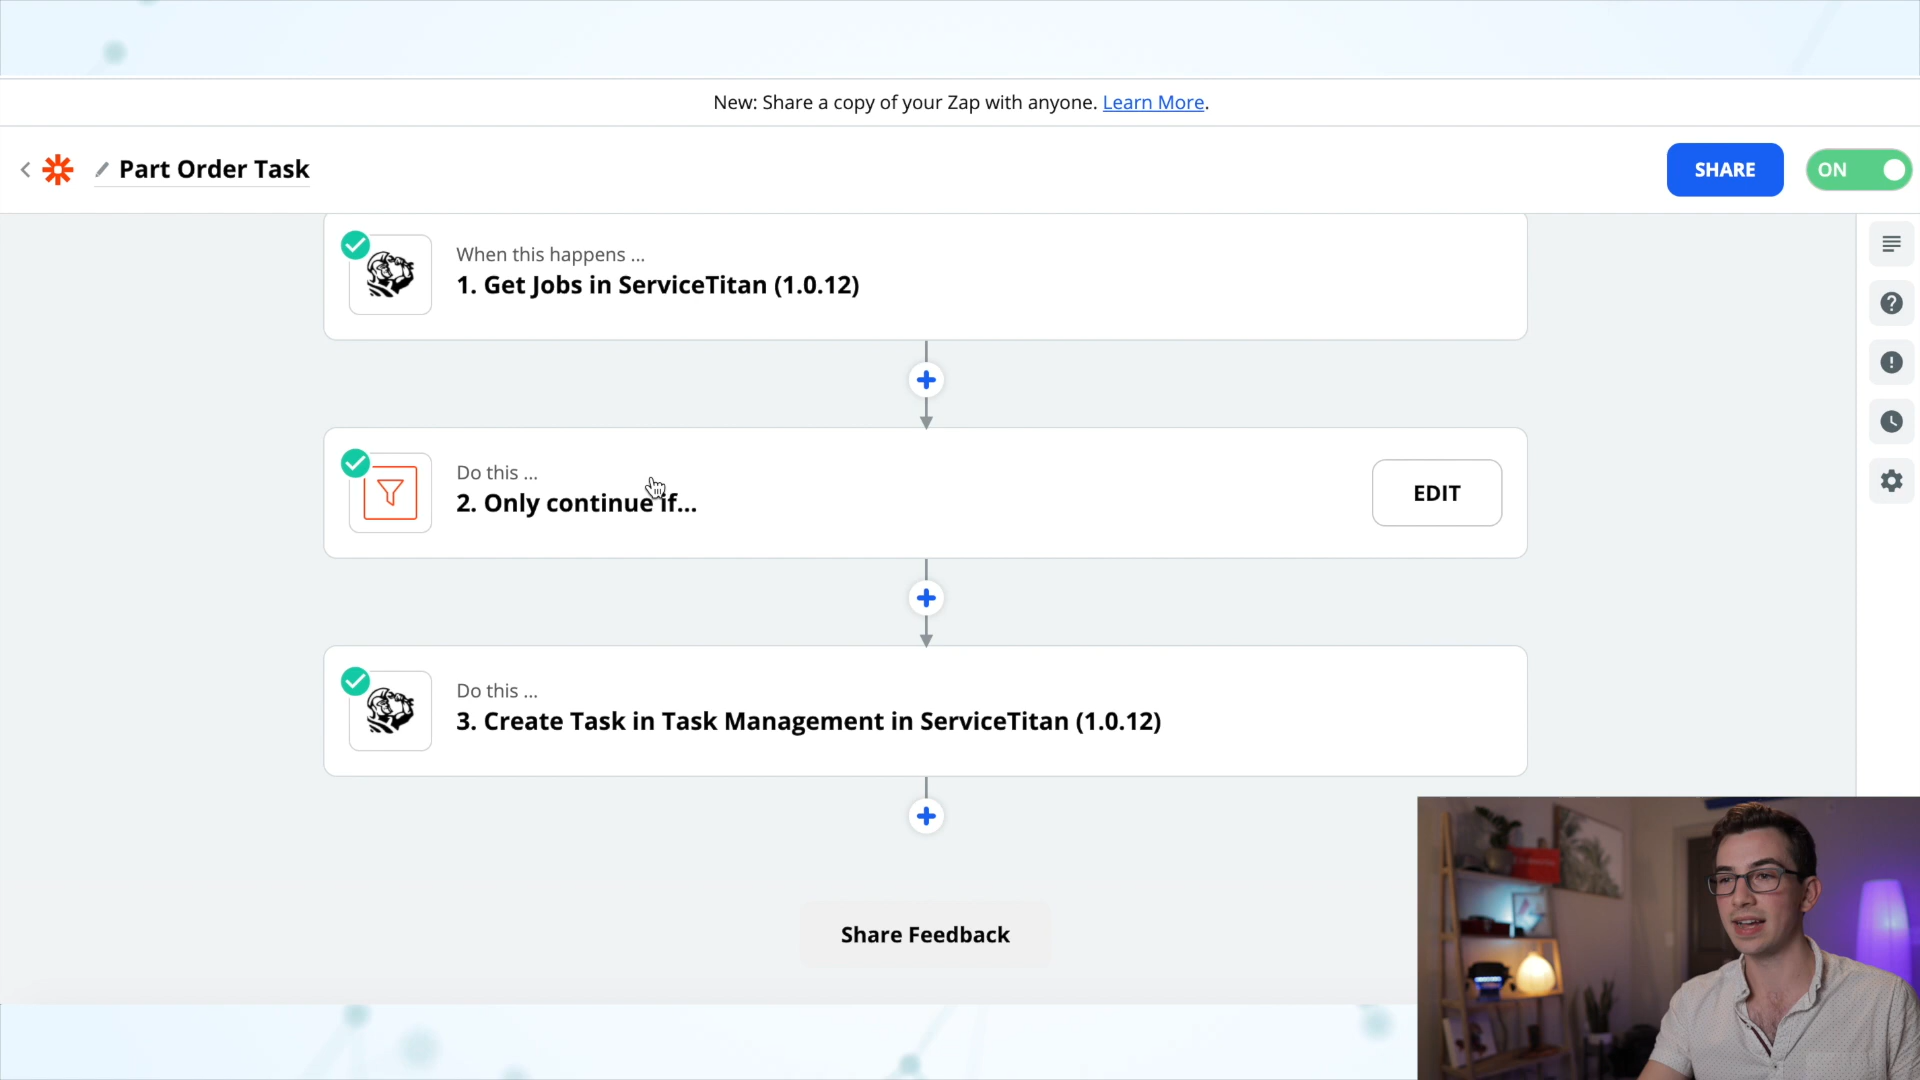 New: Share a copy of your Zap with anyone. Learn More.
Part Order Task
SHARE
ON
When this happens ...
1. Get Jobs in ServiceTitan (1.0.12)
Do this ...
2. Only continue if...
EDIT
Do this ...
3. Create Task in Task Management in ServiceTitan (1.0.12)
Share Feedback